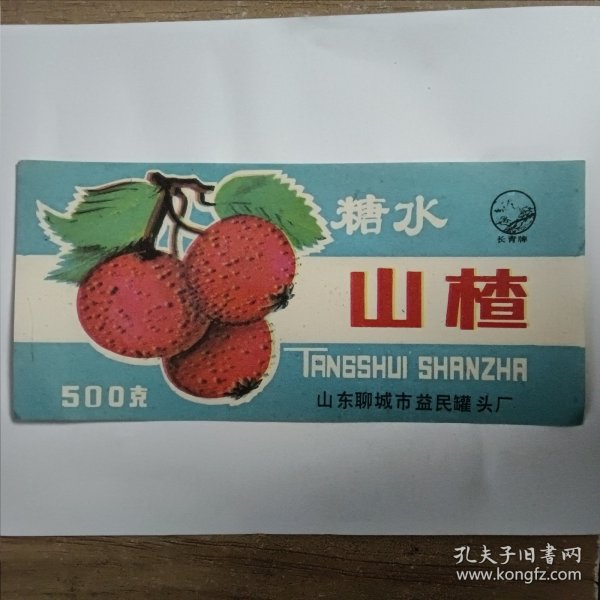 糖水
长青牌
山楂
TANGSHUI SHANZHA
500克
山东聊城市益民罐头厂
孔夫子旧书网
www.kongfz.com